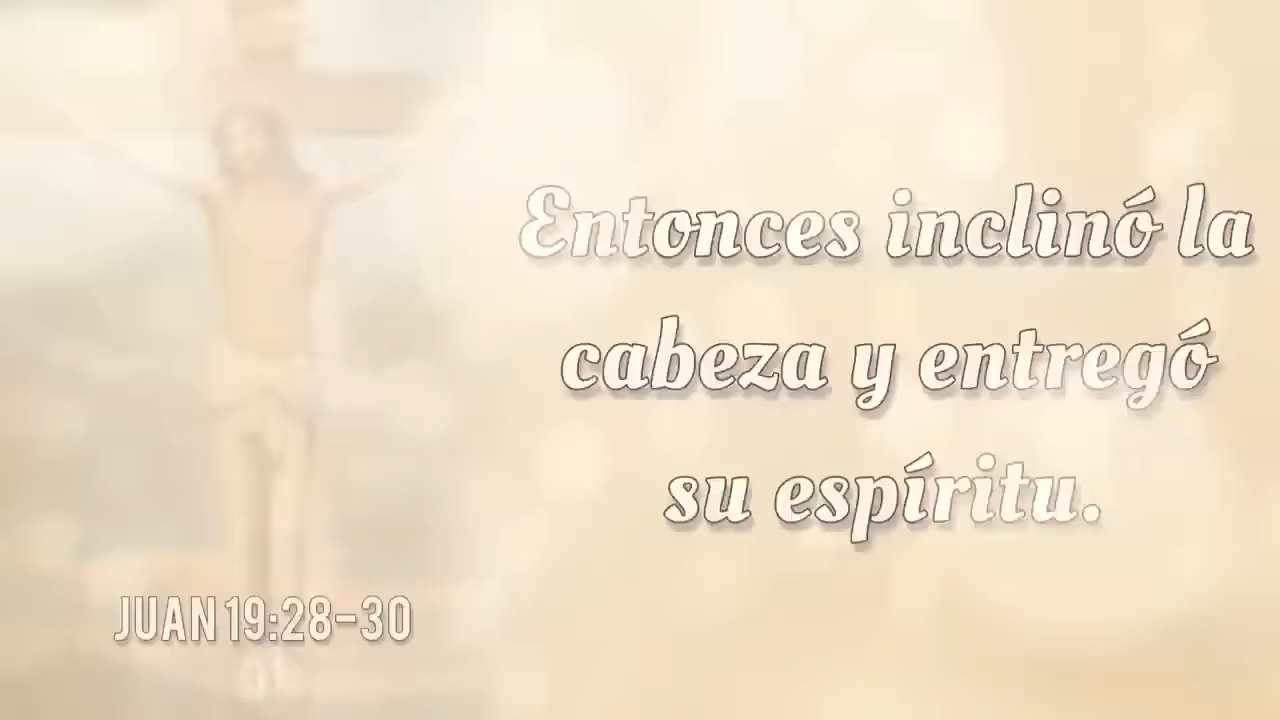 Entonces inclinó la
cabeza y entregó
su espíritu.
JUAN 19:28-30